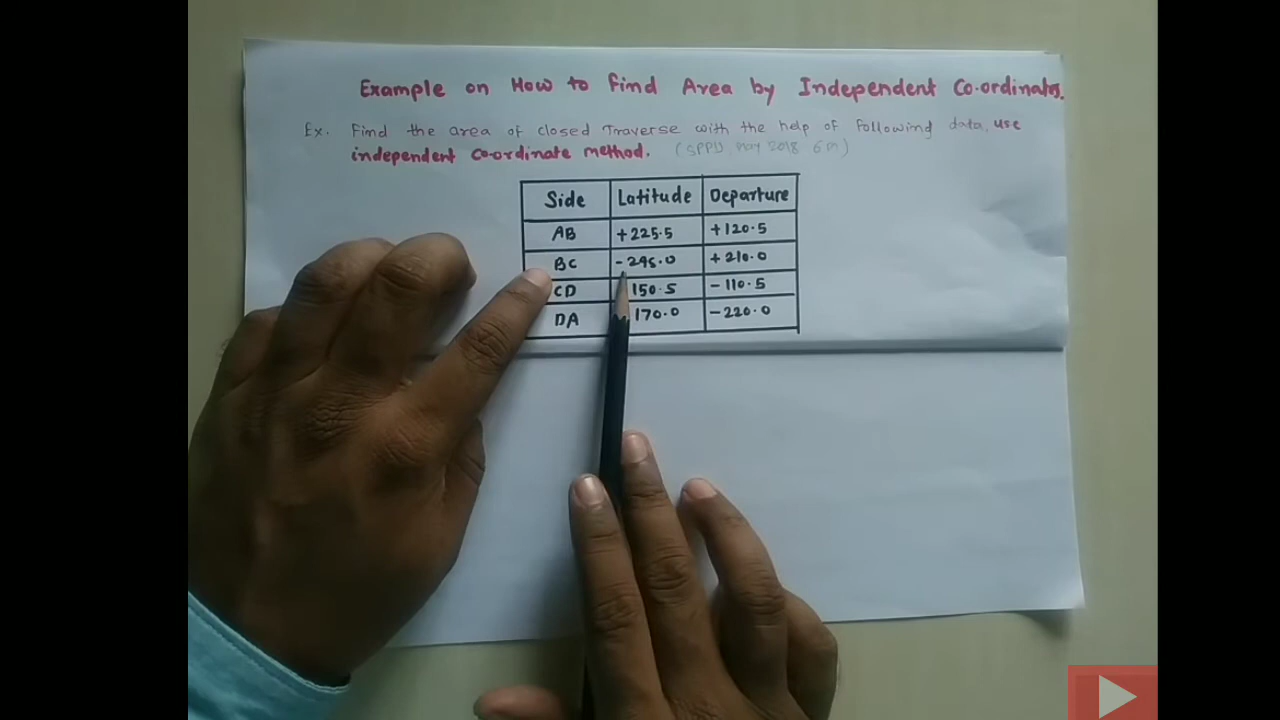 Example on How to find Area by Independent Co-ordinates.
Ex. Find the area of closed Traverse with the help of following data, use
independent co-ordinate method. (SPPU, May 2018 6m)
Side Latitude Departure
AB +225.5 +120.5
BC -245.0 +210.0
CD 150.5 -110.5
DA 170.0 -220.0